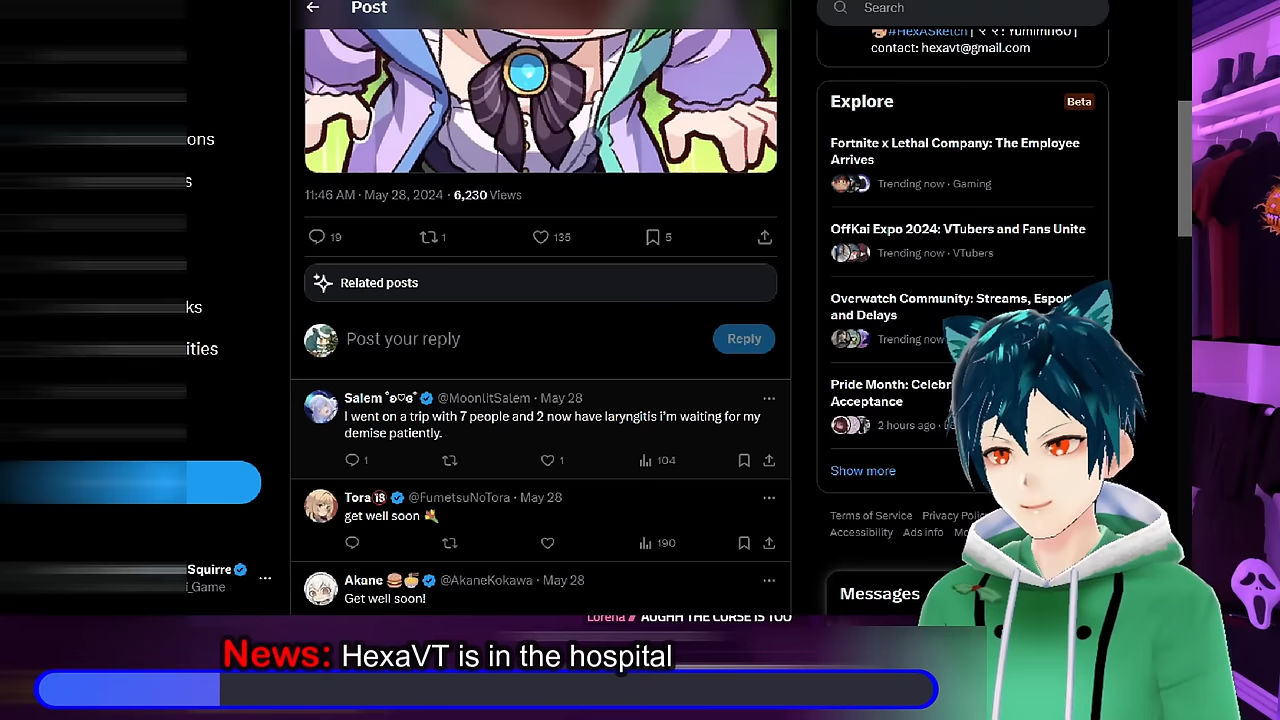 Post
Search
#HexASketch |
contact: hexavt@gmail.com
Explore
Beta
Fortnite x Lethal Company: The Employee
Arrives
Trending now · Gaming
OffKai Expo 2024: VTubers and Fans Unite
Trending now · VTubers
Overwatch Community: Streams, Espor
and Delays
Trending now
Pride Month: Celebr
Acceptance
2 hours ago ·
Show more
Terms of Service Privacy Polic
Accessibility Ads info Mo
Messages
ons
s
ks
ities
Squirre
i_Game
11:46 AM · May 28, 2024 · 6,230 Views
19 1 135 5
Related posts
Post your reply
Reply
Salem @MoonlitSalem · May 28
I went on a trip with 7 people and 2 now have laryngitis i'm waiting for my
demise patiently.
1 1 104
Tora 🔞 @FumetsuNoTora · May 28
get well soon 💐
190
Akane 🍔🍜 @AkaneKokawa · May 28
Get well soon!
Lorena // AUGHH THE CURSE IS TOO
News: HexaVT is in the hospital